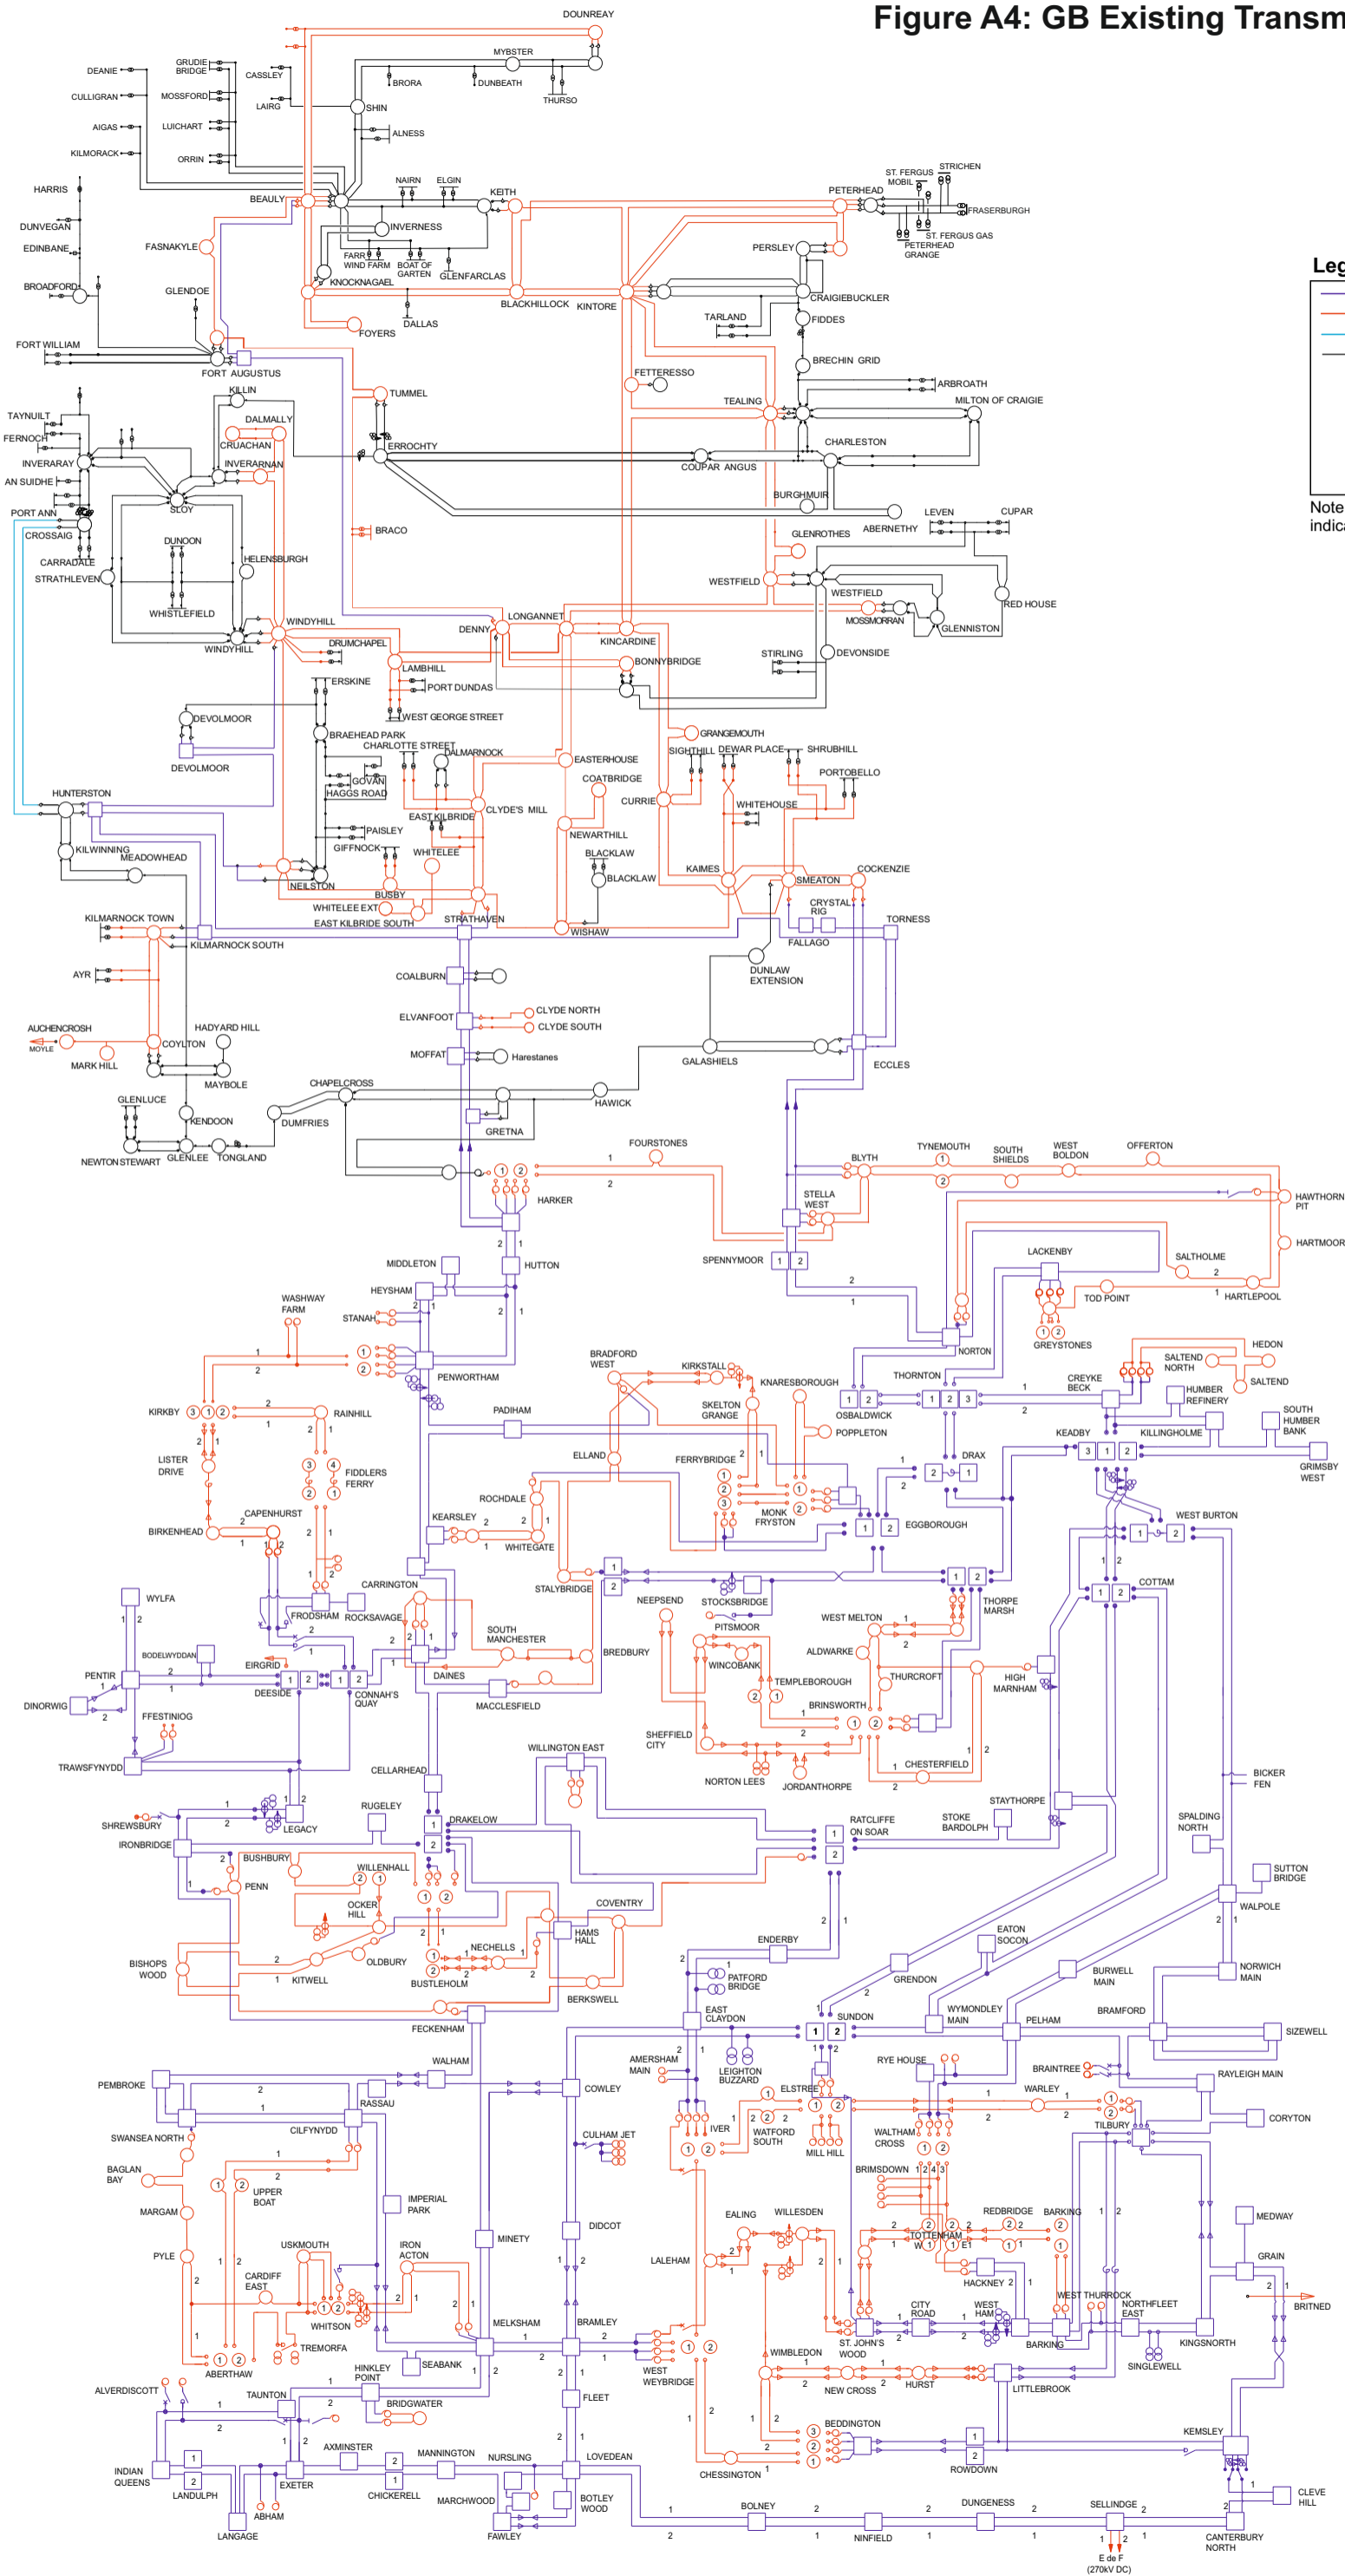 Figure A4: GB Existing Transm
DOUNREAY
MYBSTER
GRUDIE
BRIDGE
DEANIE
CASSLEY
BRORA
DUNBEATH
THURSO
CULLIGRAN
MOSSFORD
LAIRG
SHIN
AIGAS
LUICHART
ALNESS
KILMORACK
ORRIN
HARRIS
NAIRN
ELGIN
KEITH
ST. FERGUS
MOBIL
STRICHEN
PETERHEAD
BEAULY
FRASERBURGH
DUNVEGAN
INVERNESS
ST. FERGUS GAS
PETERHEAD
GRANGE
EDINBANE
FASNAKYLE
FARR
WIND FARM
BOAT OF
GARTEN
GLENFARCLAS
PERSLEY
Leg
BROADFORD
GLENDOE
KNOCKNAGAEL
BLACKHILLOCK
KINTORE
CRAIGIEBUCKLER
DALLAS
FOYERS
TARLAND
FIDDES
FORT WILLIAM
FORT AUGUSTUS
BRECHIN GRID
KILLIN
TUMMEL
FETTERESSO
ARBROATH
TAYNUILT
DALMALLY
TEALING
MILTON OF CRAIGIE
FERNOCH
CRUACHAN
ERROCHTY
CHARLESTON
INVERARAY
INVERARNAN
COUPAR ANGUS
AN SUIDHE
SLOY
BURGHMUIR
ABERNETHY
LEVEN
CUPAR
Note
indica
PORT ANN
CROSSAIG
BRACO
DUNOON
GLENROTHES
CARRADALE
HELENSBURGH
STRATHLEVEN
WESTFIELD
WESTFIELD
RED HOUSE
WHISTLEFIELD
LONGANNET
MOSSMORRAN
GLENNISTON
WINDYHILL
DENNY
KINCARDINE
WINDYHILL
DRUMCHAPEL
LAMBHILL
BONNYBRIDGE
STIRLING
DEVONSIDE
ERSKINE
PORT DUNDAS
DEVOLMOOR
WEST GEORGE STREET
BRAEHEAD PARK
GRANGEMOUTH
CHARLOTTE STREET
DALMARNOCK
SIGHTHILL
DEWAR PLACE
SHRUBHILL
DEVOLMOOR
GOVAN
EASTERHOUSE
PORTOBELLO
HUNTERSTON
HAGGS ROAD
COATBRIDGE
CURRIE
CLYDE'S MILL
WHITEHOUSE
EAST KILBRIDE
NEWARTHILL
KILWINNING
PAISLEY
MEADOWHEAD
GIFFNOCK
WHITELEE
BLACKLAW
BLACKLAW
KAIMES
SMEATON
COCKENZIE
NEILSTON
BUSBY
WHITELEE EXT
CRYSTAL
RIG
KILMARNOCK TOWN
EAST KILBRIDE SOUTH
STRATHAVEN
WISHAW
TORNESS
KILMARNOCK SOUTH
FALLAGO
AYR
COALBURN
DUNLAW
EXTENSION
CLYDE NORTH
ELVANFOOT
CLYDE SOUTH
AUCHENCROSH
HADYARD HILL
MOYLE
COYLTON
MARK HILL
MOFFAT
Harestanes
GALASHIELS
ECCLES
MAYBOLE
CHAPELCROSS
HAWICK
GLENLUCE
KENDOON
DUMFRIES
GRETNA
NEWTON STEWART
GLENLEE
TONGLAND
FOURSTONES
BLYTH
TYNEMOUTH
SOUTH
SHIELDS
WEST
BOLDON
OFFERTON
HARKER
STELLA
WEST
HAWTHORN
PIT
MIDDLETON
HUTTON
SPENNYMOOR
LACKENBY
SALTHOLME
HARTMOOR
HEYSHAM
TOD POINT
HARTLEPOOL
STANAH
WASHWAY
FARM
NORTON
GREYSTONES
PENWORTHAM
BRADFORD
WEST
KIRKSTALL
KNARESBOROUGH
THORNTON
SALTEND
NORTH
HEDON
CREYKE
BECK
SALTEND
KIRKBY
RAINHILL
PADIHAM
SKELTON
GRANGE
OSBALDWICK
HUMBER
REFINERY
SOUTH
HUMBER
BANK
POPPLETON
KEADBY
KILLINGHOLME
LISTER
DRIVE
FIDDLERS
FERRY
ELLAND
FERRYBRIDGE
DRAX
GRIMSBY
WEST
ROCHDALE
MONK
FRYSTON
BIRKENHEAD
CAPENHURST
KEARSLEY
WHITEGATE
EGGBOROUGH
WEST BURTON
WYLFA
CARRINGTON
STALYBRIDGE
STOCKSBRIDGE
THORPE
MARSH
COTTAM
FRODSHAM
ROCKSAVAGE
NEEPSEND
PITSMOOR
WEST MELTON
BODELWYDDAN
SOUTH
MANCHESTER
BREDBURY
WINCOBANK
ALDWARKE
EIRGRID
PENTIR
DEESIDE
CONNAH'S
QUAY
DAINES
TEMPLEBOROUGH
THURCROFT
HIGH
MARNHAM
DINORWIG
MACCLESFIELD
BRINSWORTH
FFESTINIOG
SHEFFIELD
CITY
TRAWSFYNYDD
WILLINGTON EAST
CHESTERFIELD
CELLARHEAD
NORTON LEES
JORDANTHORPE
BICKER
FEN
SHREWSBURY
LEGACY
RUGELEY
DRAKELOW
RATCLIFFE
ON SOAR
STOKE
BARDOLPH
STAYTHORPE
SPALDING
NORTH
IRONBRIDGE
BUSHBURY
WILLENHALL
SUTTON
BRIDGE
PENN
OCKER
HILL
COVENTRY
WALPOLE
HAMS
HALL
ENDERBY
EATON
SOCON
BISHOPS
WOOD
KITWELL
OLDBURY
NECHELLS
BUSTLEHOLM
PATFORD
BRIDGE
GRENDON
BURWELL
MAIN
NORWICH
MAIN
BERKSWELL
FECKENHAM
EAST
CLAYDON
SUNDON
WYMONDLEY
MAIN
PELHAM
BRAMFORD
SIZEWELL
WALHAM
AMERSHAM
MAIN
LEIGHTON
BUZZARD
RYE HOUSE
BRAINTREE
RAYLEIGH MAIN
PEMBROKE
RASSAU
COWLEY
ELSTREE
WARLEY
CILFYNYDD
SWANSEA NORTH
CULHAM JET
IVER
WATFORD
SOUTH
MILL HILL
WALTHAM
CROSS
TILBURY
CORYTON
BAGLAN
BAY
UPPER
BOAT
IMPERIAL
PARK
BRIMSDOWN
MARGAM
DIDCOT
EALING
WILLESDEN
REDBRIDGE
BARKING
MEDWAY
USKMOUTH
MINETY
IRON
ACTON
TOTTENHAM
PYLE
LALEHAM
HACKNEY
GRAIN
CARDIFF
EAST
WEST THURROCK
BRITNED
WHITSON
MELKSHAM
BRAMLEY
CITY
ROAD
WEST
HAM
NORTHFLEET
EAST
TREMORFA
ST. JOHN'S
WOOD
BARKING
KINGSNORTH
ABERTHAW
SEABANK
WEST
WEYBRIDGE
WIMBLEDON
SINGLEWELL
HINKLEY
POINT
NEW CROSS
HURST
LITTLEBROOK
ALVERDISCOTT
TAUNTON
BRIDGWATER
FLEET
BEDDINGTON
KEMSLEY
AXMINSTER
MANNINGTON
NURSLING
LOVEDEAN
CHESSINGTON
ROWDOWN
INDIAN
QUEENS
LANDULPH
EXETER
CHICKERELL
MARCHWOOD
BOTLEY
WOOD
CLEVE
HILL
ABHAM
LANGAGE
FAWLEY
BOLNEY
NINFIELD
DUNGENESS
SELLINDGE
CANTERBURY
NORTH
E de F
(270kV DC)